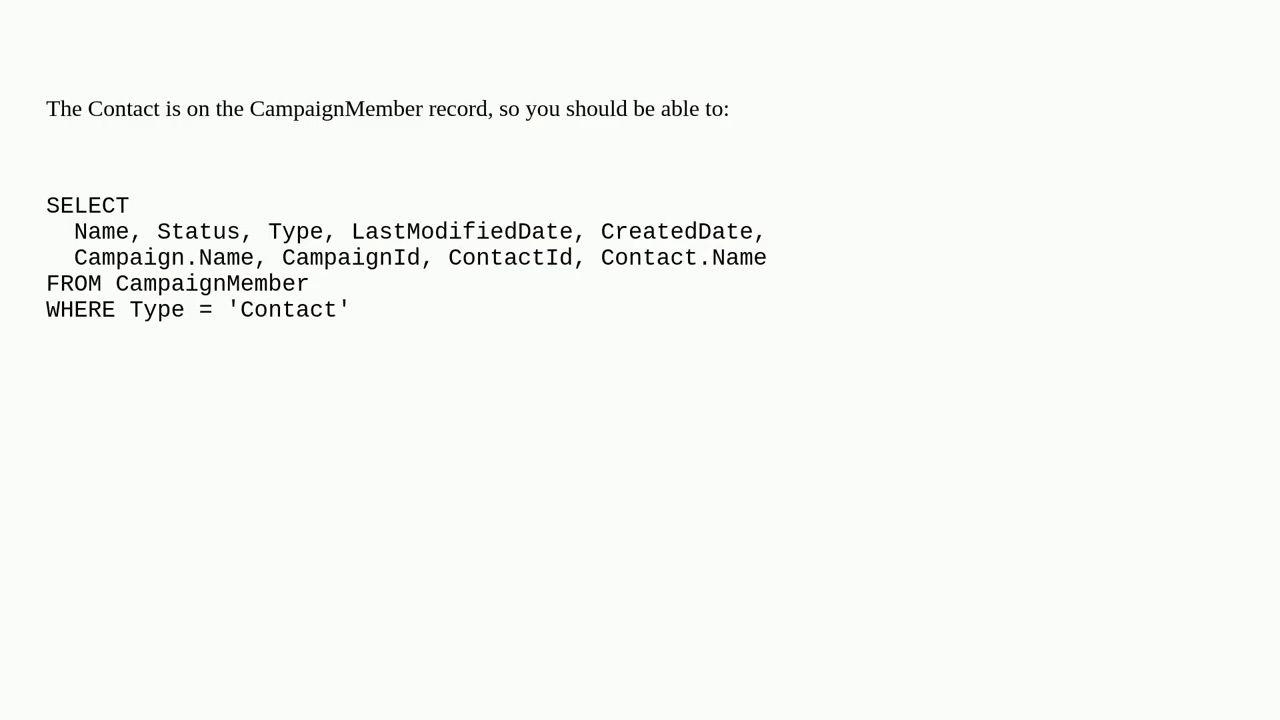 The Contact is on the CampaignMember record, so you should be able to:
SELECT
  Name, Status, Type, LastModifiedDate, CreatedDate,
  Campaign.Name, CampaignId, ContactId, Contact.Name
FROM CampaignMember
WHERE Type = 'Contact'